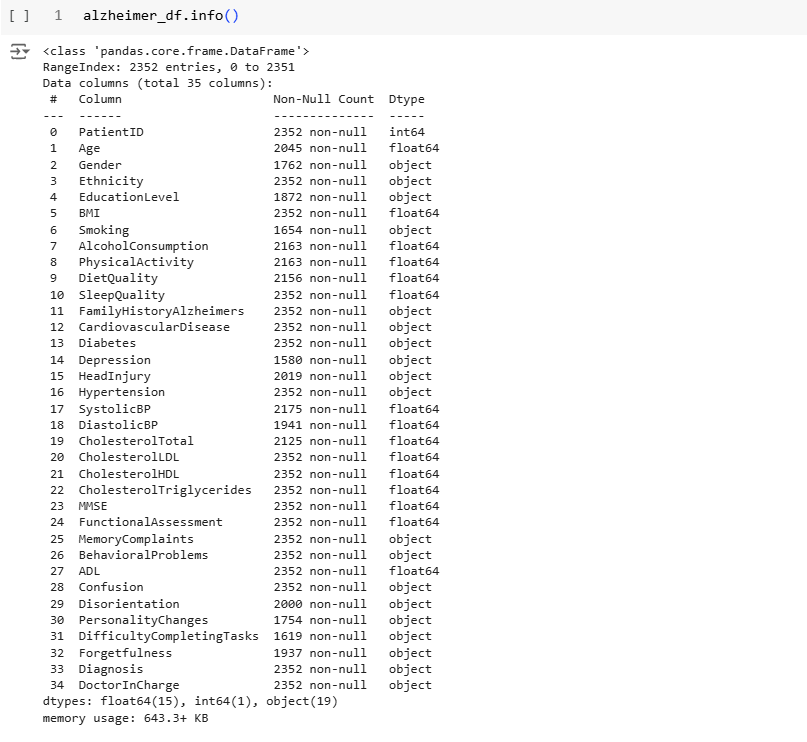 [ ] 1 alzheimer_df.info()
<class 'pandas.core.frame.DataFrame'>
RangeIndex: 2352 entries, 0 to 2351
Data columns (total 35 columns):
 #   Column                    Non-Null Count  Dtype
---  ------                    --------------  -----
 0   PatientID                 2352 non-null   int64
 1   Age                       2045 non-null   float64
 2   Gender                    1762 non-null   object
 3   Ethnicity                 2352 non-null   object
 4   EducationLevel            1872 non-null   object
 5   BMI                       2352 non-null   float64
 6   Smoking                   1654 non-null   object
 7   AlcoholConsumption        2163 non-null   float64
 8   PhysicalActivity          2163 non-null   float64
 9   DietQuality               2156 non-null   float64
 10  SleepQuality              2352 non-null   float64
 11  FamilyHistoryAlzheimers   2352 non-null   object
 12  CardiovascularDisease     2352 non-null   object
 13  Diabetes                  2352 non-null   object
 14  Depression                1580 non-null   object
 15  HeadInjury                2019 non-null   object
 16  Hypertension              2352 non-null   object
 17  SystolicBP                2175 non-null   float64
 18  DiastolicBP               1941 non-null   float64
 19  CholesterolTotal          2125 non-null   float64
 20  CholesterolLDL            2352 non-null   float64
 21  CholesterolHDL            2352 non-null   float64
 22  CholesterolTriglycerides  2352 non-null   float64
 23  MMSE                      2352 non-null   float64
 24  FunctionalAssessment      2352 non-null   float64
 25  MemoryComplaints          2352 non-null   object
 26  BehavioralProblems        2352 non-null   object
 27  ADL                       2352 non-null   float64
 28  Confusion                 2352 non-null   object
 29  Disorientation            2000 non-null   object
 30  PersonalityChanges        1754 non-null   object
 31  DifficultyCompletingTasks 1619 non-null   object
 32  Forgetfulness             1937 non-null   object
 33  Diagnosis                 2352 non-null   object
 34  DoctorInCharge            2352 non-null   object
dtypes: float64(15), int64(1), object(19)
memory usage: 643.3+ KB